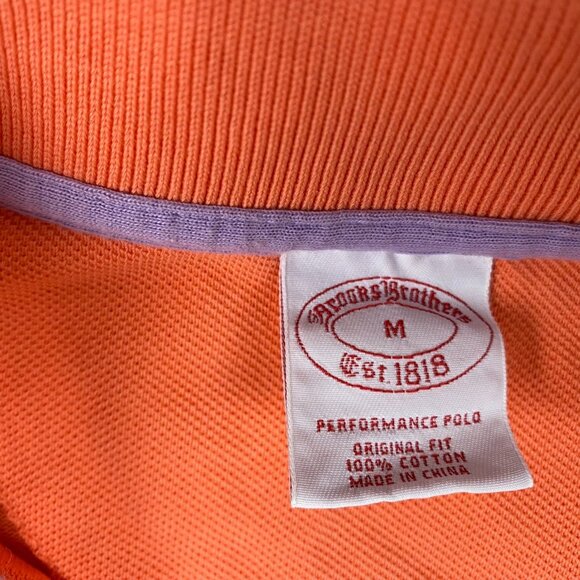 Brooks Brothers
M
Est. 1818
PERFORMANCE POLO
ORIGINAL FIT
100% COTTON
MADE IN CHINA